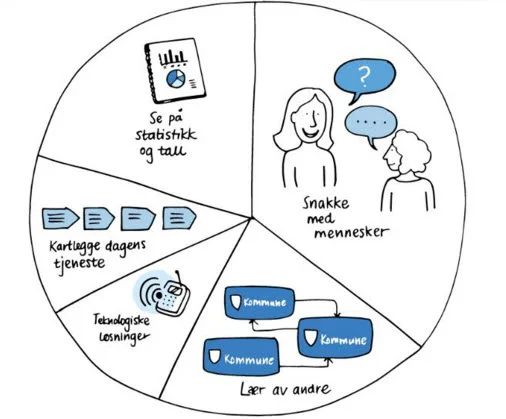 Se på
statistikk
og tall
?
....
Snakke
med
mennesker
Kartlegge dagens
tjeneste
Teknologiske
løsninger
Kommune
Kommune
Kommune
Lær av andre